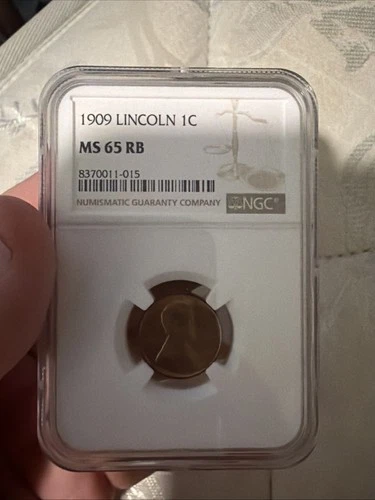 1909 LINCOLN 1C
MS 65 RB
8370011-015
NUMISMATIC GUARANTY COMPANY NGC®